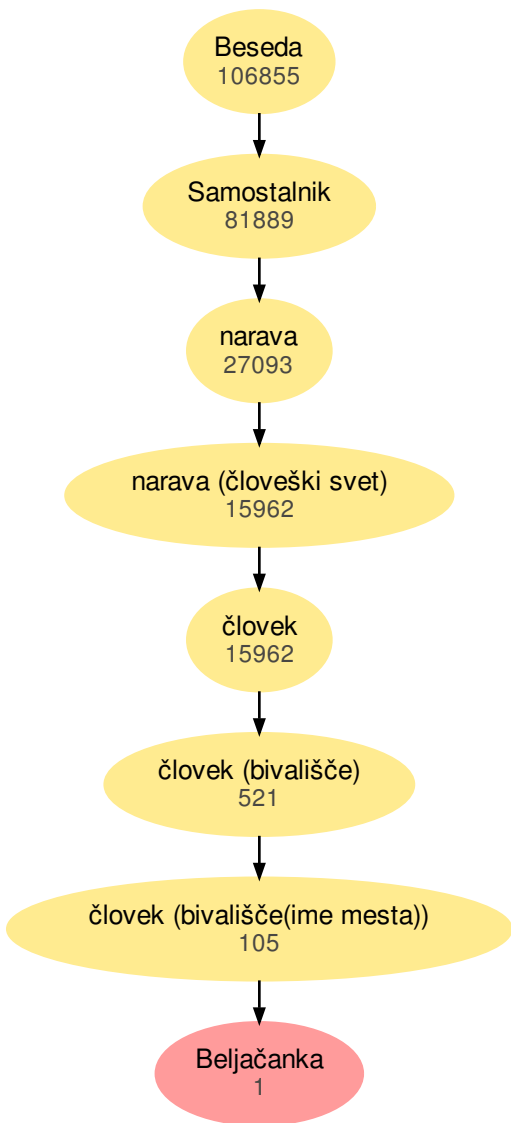 Beseda
106855
Samostalnik
81889
narava
27093
narava (človeški svet)
15962
človek
15962
človek (bivališče)
521
človek (bivališče(ime mesta))
105
Beljačanka
1